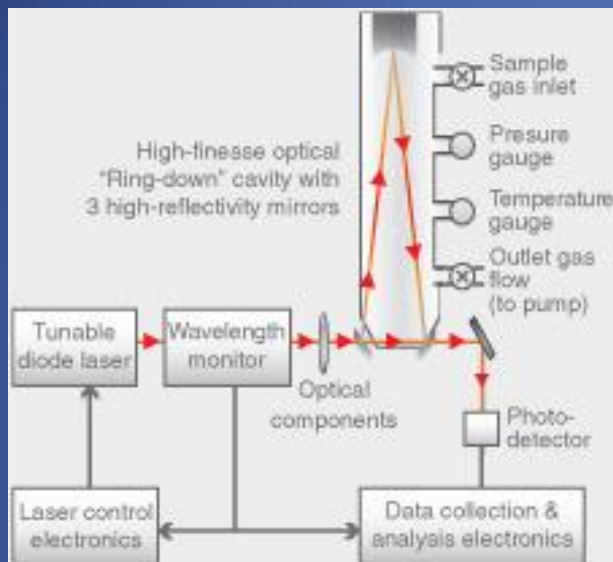 Sample
gas inlet
Presure
gauge
Temperature
gauge
Outlet gas
flow
(to pump)
High-finesse optical
"Ring-down" cavity with
3 high-reflectivity mirrors
Tunable
diode laser
Wavelength
monitor
Optical
components
Photo-
detector
Laser control
electronics
Data collection &
analysis electronics